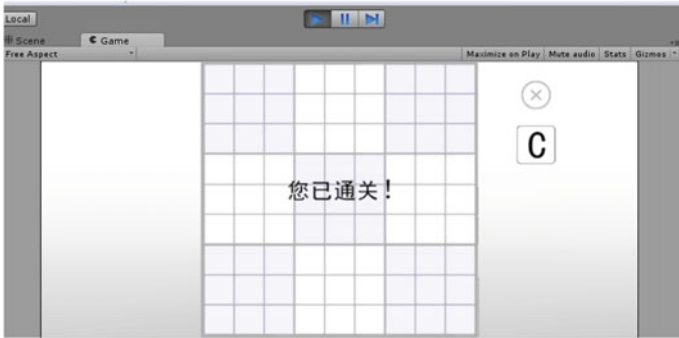 Local
Scene
Game
Free Aspect
Maximize on Play Mute audio Stats Gizmos
C
您已通关！